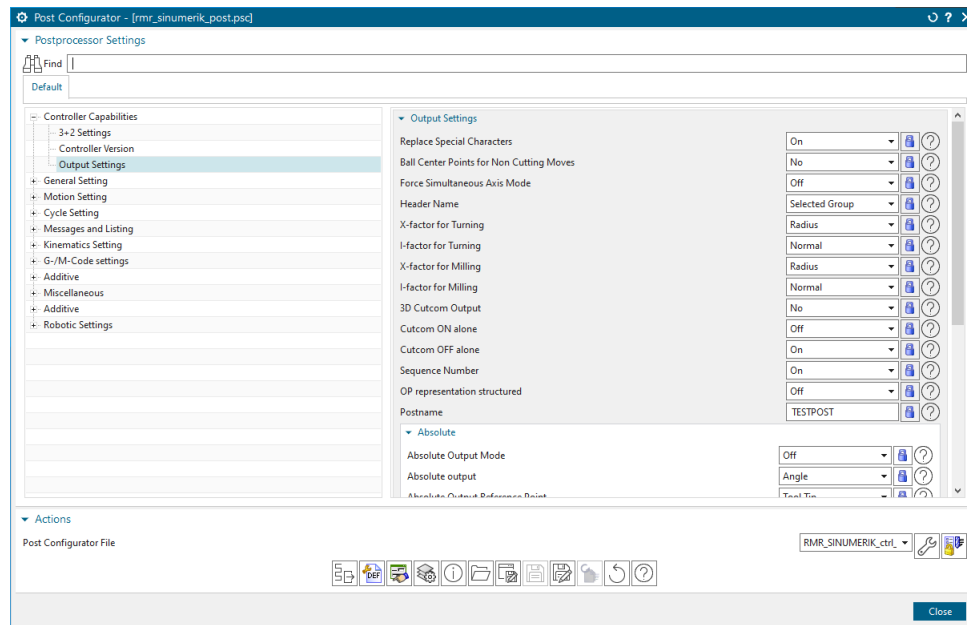 Post Configurator - [rmr_sinumerik_post.psc]
Postprocessor Settings
Find
Default
Controller Capabilities
3+2 Settings
Controller Version
Output Settings
General Setting
Motion Setting
Cycle Setting
Messages and Listing
Kinematics Setting
G-/M-Code settings
Additive
Miscellaneous
Additive
Robotic Settings
Output Settings
Replace Special Characters On
Ball Center Points for Non Cutting Moves No
Force Simultaneous Axis Mode Off
Header Name Selected Group
X-factor for Turning Radius
I-factor for Turning Normal
X-factor for Milling Radius
I-factor for Milling Normal
3D Cutcom Output No
Cutcom ON alone Off
Cutcom OFF alone On
Sequence Number On
OP representation structured Off
Postname TESTPOST
Absolute
Absolute Output Mode Off
Absolute output Angle
Absolute Output Reference Point Tool Tip
Actions
Post Configurator File RMR_SINUMERIK_ctrl_
DEF
Close